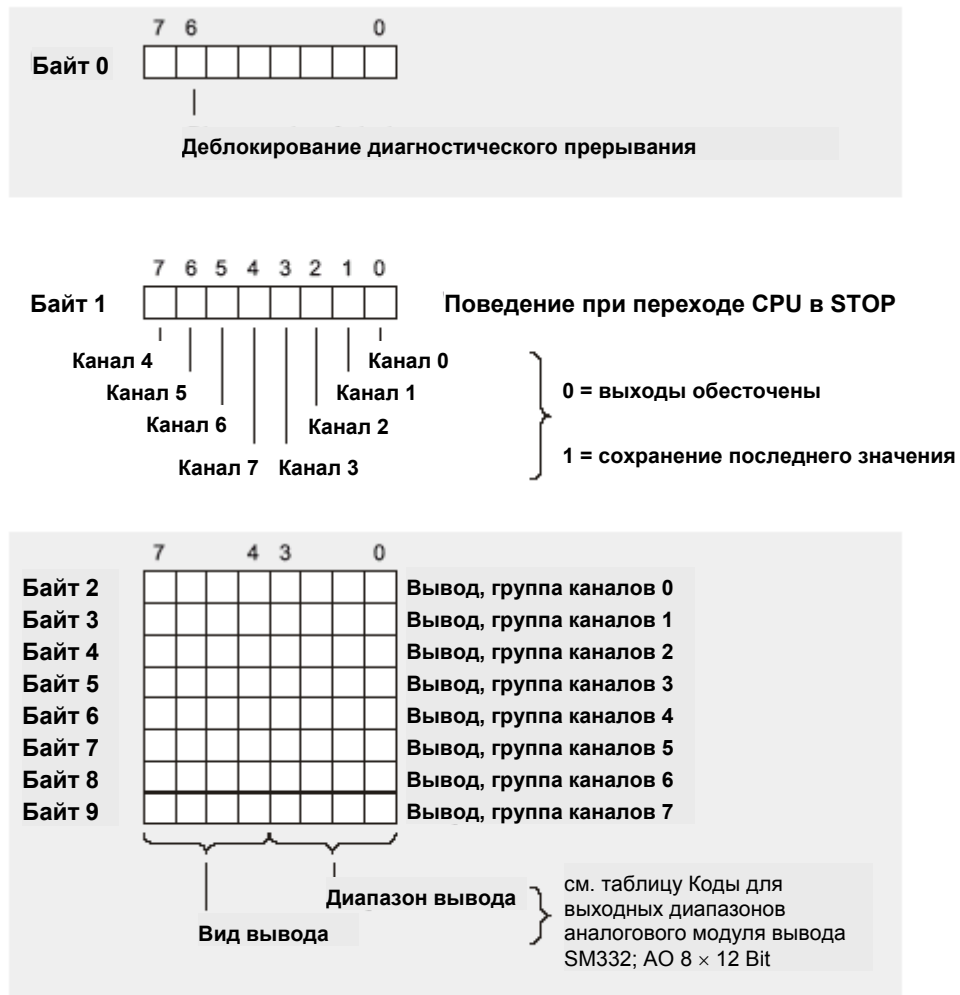 7 6 0
Байт 0
Деблокирование диагностического прерывания
7 6 5 4 3 2 1 0
Байт 1
Поведение при переходе CPU в STOP
Канал 4
Канал 0
Канал 5
Канал 1
0 = выходы обесточены
Канал 6
Канал 2
Канал 7
Канал 3
1 = сохранение последнего значения
7 4 3 0
Байт 2
Вывод, группа каналов 0
Байт 3
Вывод, группа каналов 1
Байт 4
Вывод, группа каналов 2
Байт 5
Вывод, группа каналов 3
Байт 6
Вывод, группа каналов 4
Байт 7
Вывод, группа каналов 5
Байт 8
Вывод, группа каналов 6
Байт 9
Вывод, группа каналов 7
Диапазон вывода
Вид вывода
см. таблицу Коды для
выходных диапазонов
аналогового модуля вывода
SM332; AO 8 × 12 Bit